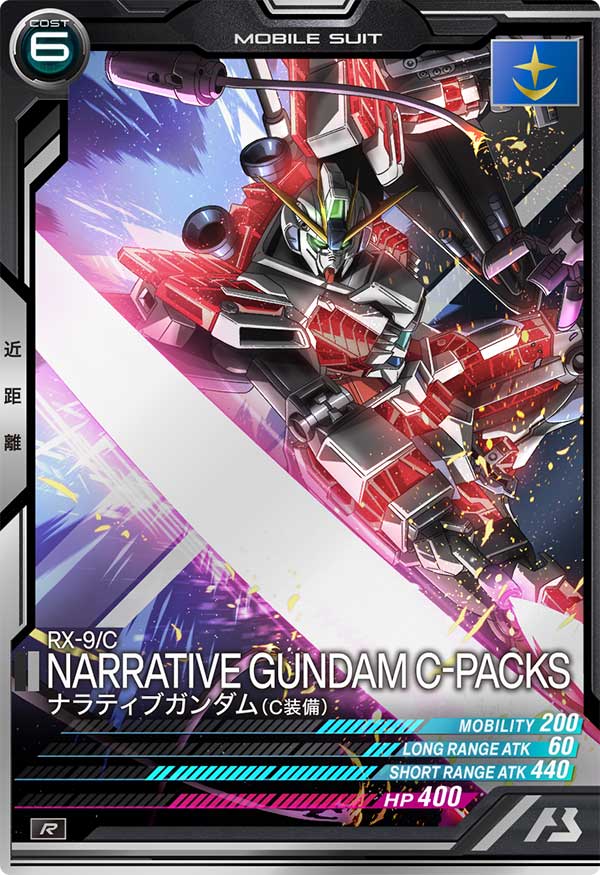 COST
6
MOBILE SUIT
近距離
RX-9/C
NARRATIVE GUNDAM C-PACKS
ナラティブガンダム(C装備)
MOBILITY 200
LONG RANGE ATK 60
SHORT RANGE ATK 440
HP 400
R